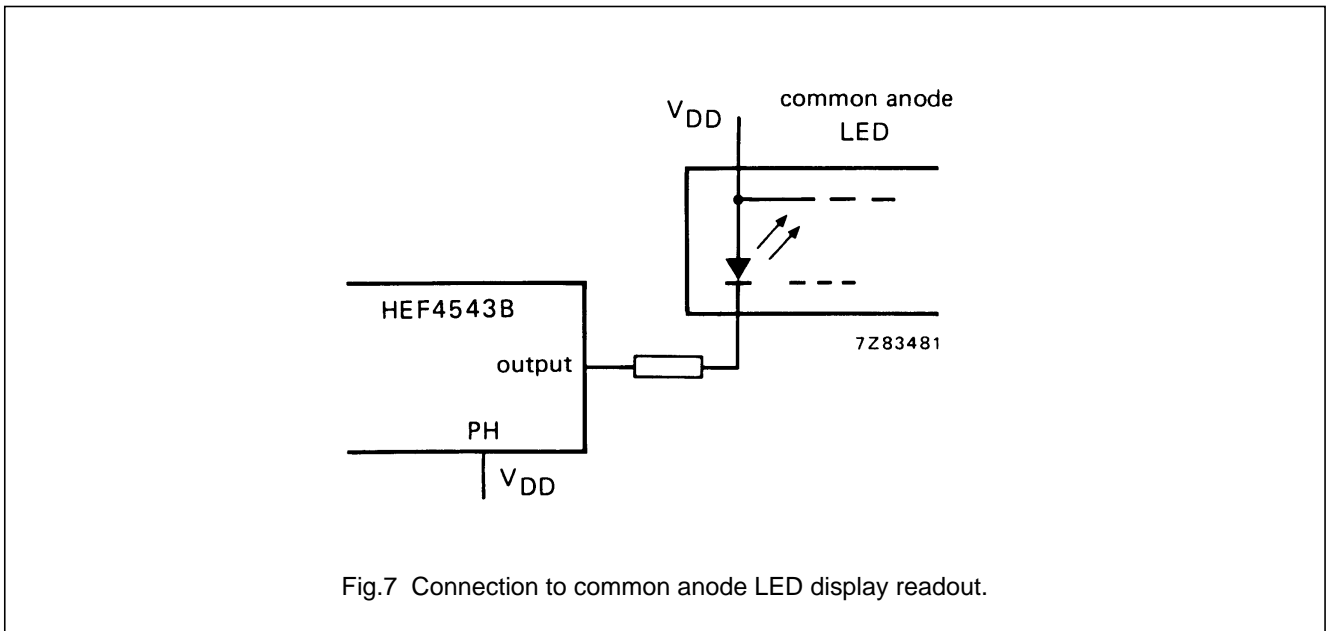 common anode
LED
VDD
7Z83481
HEF4543B
output
PH
VDD
Fig.7 Connection to common anode LED display readout.